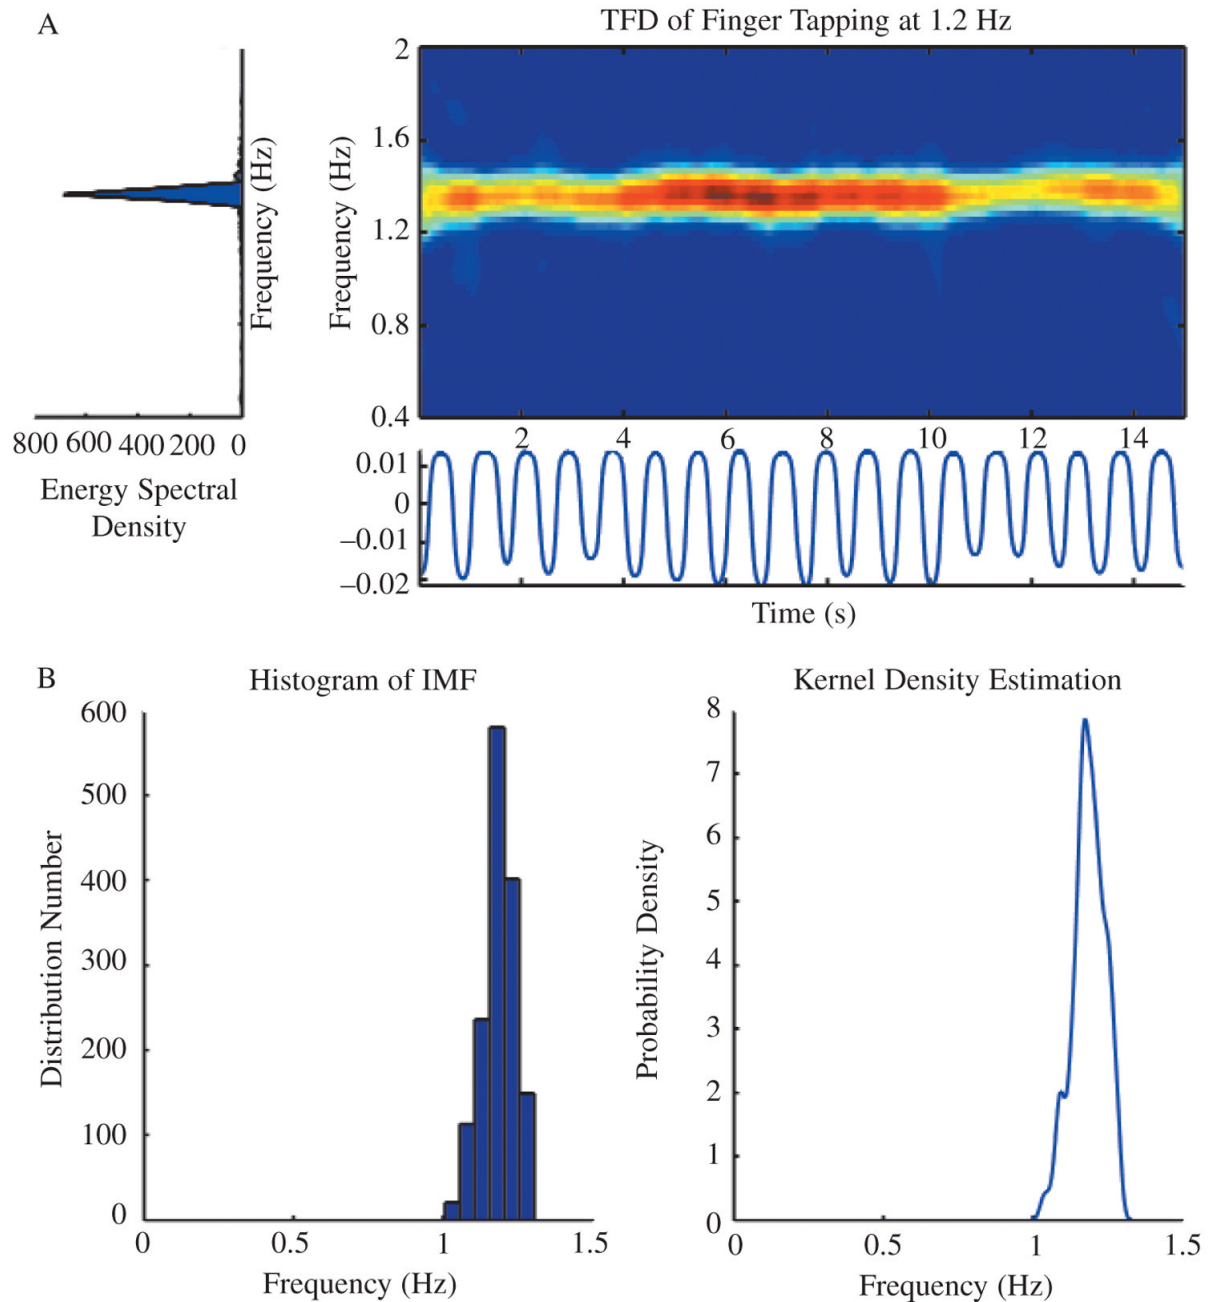 A
TFD of Finger Tapping at 1.2 Hz
Frequency (Hz)
800 600 400 200 0
Energy Spectral
Density
Frequency (Hz)
2
1.6
1.2
0.8
0.4
2 4 6 8 10 12 14
0.01
0
−0.01
−0.02
Time (s)
B
Histogram of IMF
Distribution Number
600
500
400
300
200
100
0
0 0.5 1 1.5
Frequency (Hz)
Kernel Density Estimation
Probability Density
8
7
6
5
4
3
2
1
0
0 0.5 1 1.5
Frequency (Hz)